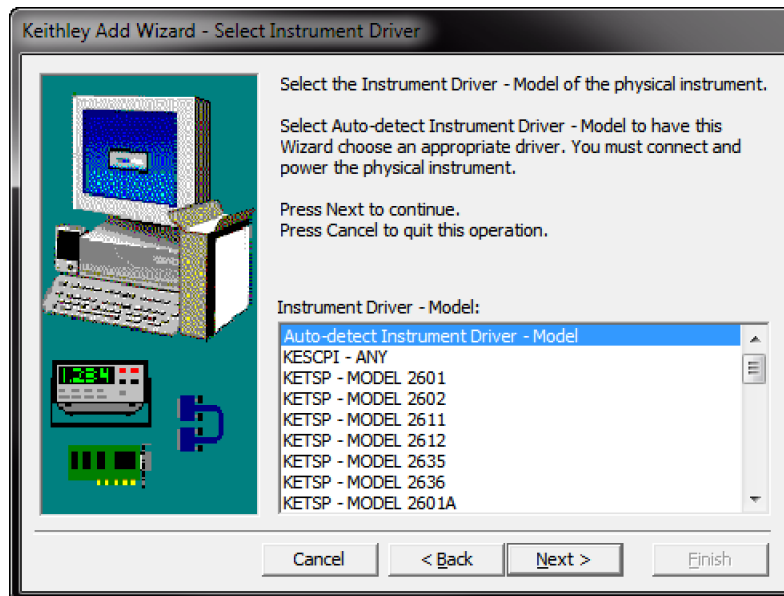 Keithley Add Wizard - Select Instrument Driver
Select the Instrument Driver - Model of the physical instrument.
Select Auto-detect Instrument Driver - Model to have this
Wizard choose an appropriate driver. You must connect and
power the physical instrument.
Press Next to continue.
Press Cancel to quit this operation.
Instrument Driver - Model:
Auto-detect Instrument Driver - Model
KESCPI - ANY
KETSP - MODEL 2601
KETSP - MODEL 2602
KETSP - MODEL 2611
KETSP - MODEL 2612
KETSP - MODEL 2635
KETSP - MODEL 2636
KETSP - MODEL 2601A
1.234
Cancel
< Back
Next >
Finish